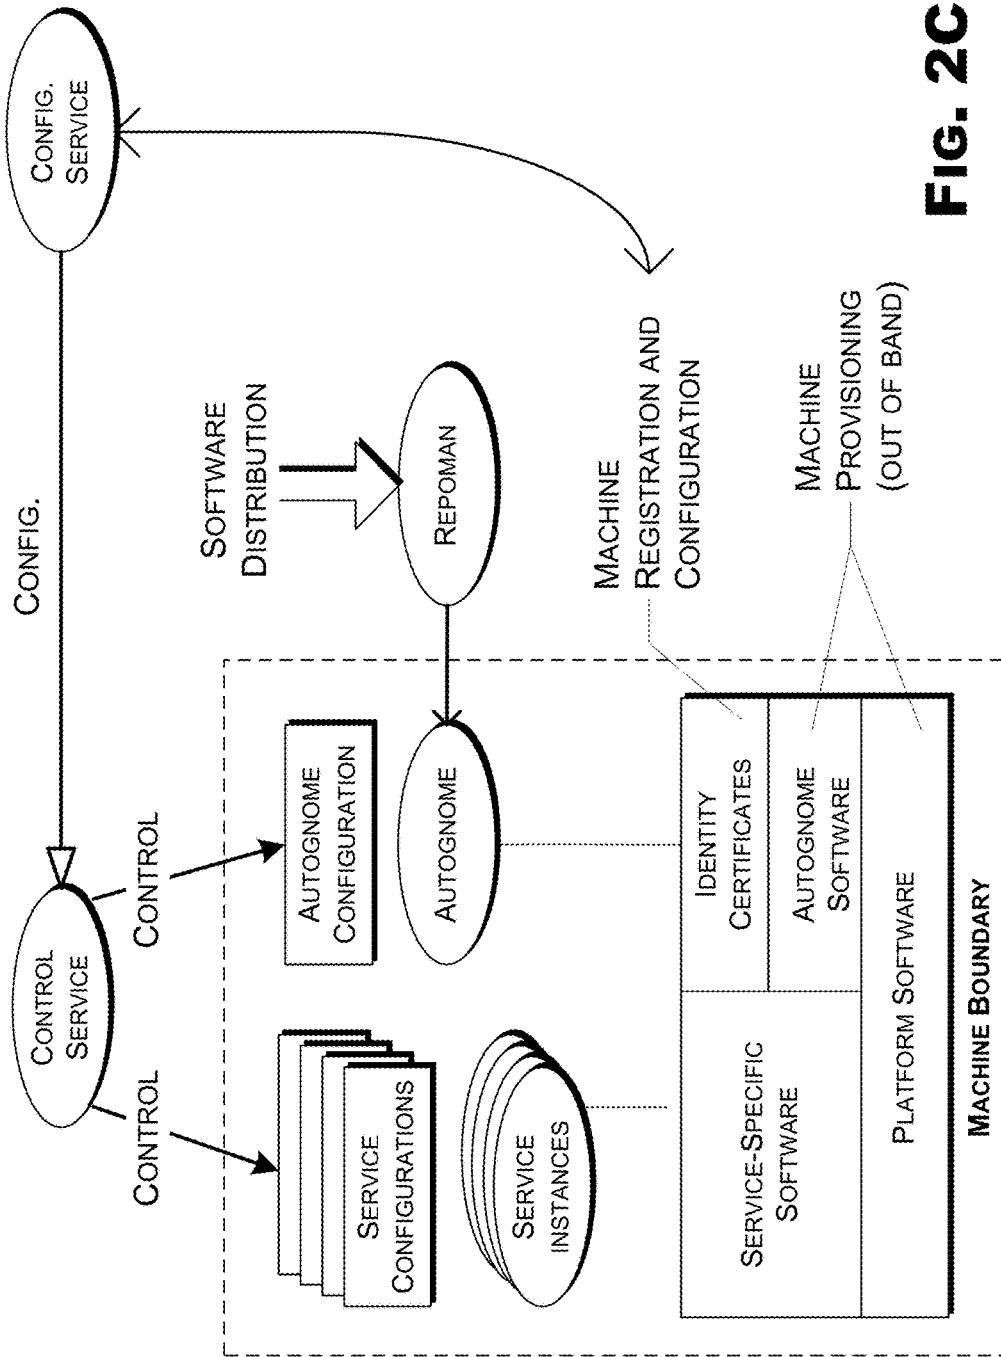 CONFIG.
SERVICE
CONFIG.
CONTROL
SERVICE
CONTROL
CONTROL
SOFTWARE
DISTRIBUTION
REPOMAN
AUTOGNOME
CONFIGURATION
AUTOGNOME
SERVICE
CONFIGURATIONS
SERVICE
INSTANCES
MACHINE
REGISTRATION AND
CONFIGURATION
MACHINE
PROVISIONING
(OUT OF BAND)
IDENTITY
CERTIFICATES
AUTOGNOME
SOFTWARE
SERVICE-SPECIFIC
SOFTWARE
PLATFORM SOFTWARE
MACHINE BOUNDARY
FIG. 2C